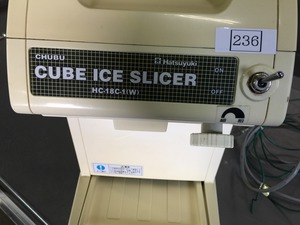 236
CHUBU
Hatsuyuki
CUBE ICE SLICER
ON
HC-18C-1(W)
OFF